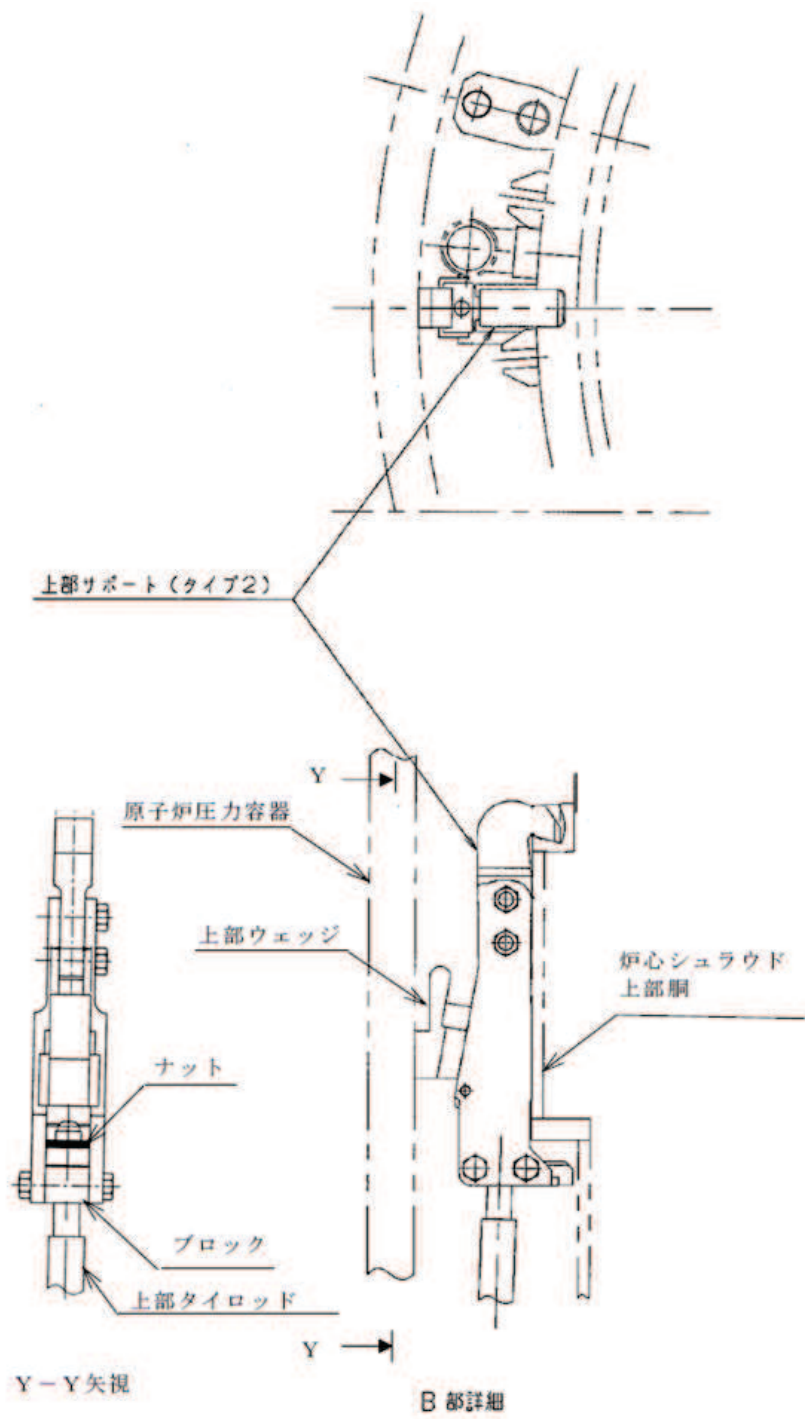 上部サポート(タイプ2)
Y
原子炉圧力容器
上部ウェッジ
炉心シュラウド
上部胴
ナット
ブロック
上部タイロッド
Y
Y-Y矢視
B 部詳細